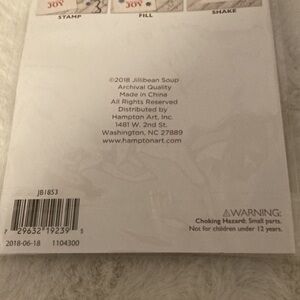 JOY
JOY
STAMP FILL SHAKE
©2018 Jillibean Soup
Archival Quality
Made in China
All Rights Reserved
Distributed by
Hampton Art, Inc.
1481 W. 2nd St.
Washington, NC 27889
www.hamptonart.com
JB1853
7 29632 19239 5
2018-06-18 1104300
⚠WARNING:
Choking Hazard: Small parts.
Not for children under 12 years.